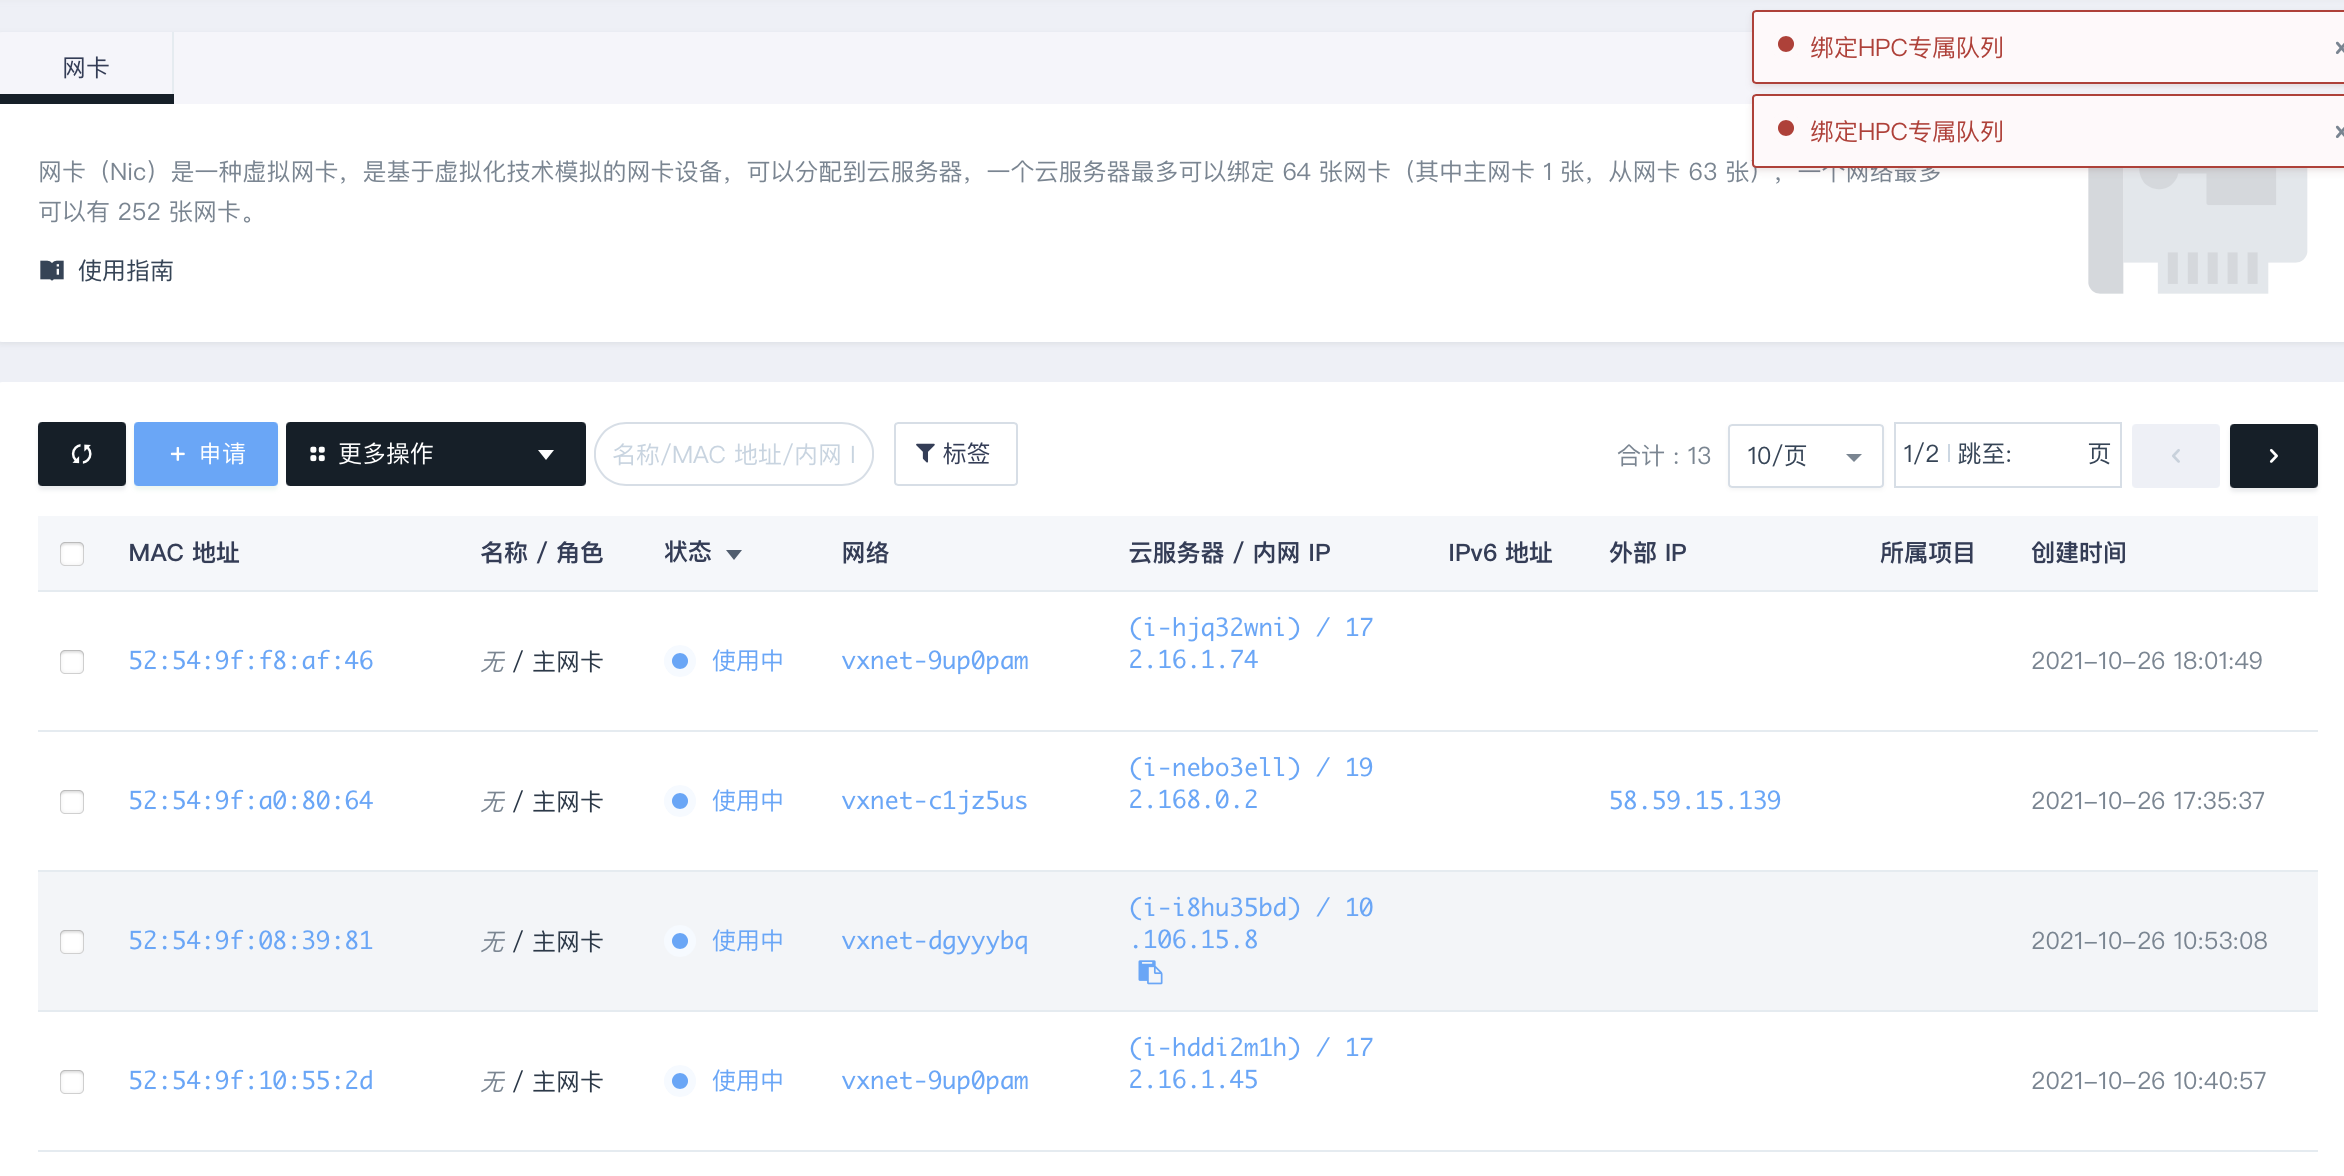 网卡
绑定HPC专属队列
绑定HPC专属队列
网卡（Nic）是一种虚拟网卡，是基于虚拟化技术模拟的网卡设备，可以分配到云服务器，一个云服务器最多可以绑定 64 张网卡（其中主网卡 1 张，从网卡 63 张），一个网络最多
可以有 252 张网卡。
使用指南
+ 申请 更多操作 名称/MAC 地址/内网 I 标签 合计 : 13 10/页 1/2 跳至: 页
MAC 地址 名称 / 角色 状态 网络 云服务器 / 内网 IP IPv6 地址 外部 IP 所属项目 创建时间
52:54:9f:f8:af:46 无 / 主网卡 使用中 vxnet-9up0pam (i-hjq32wni) / 17 2021-10-26 18:01:49
2.16.1.74
52:54:9f:a0:80:64 无 / 主网卡 使用中 vxnet-c1jz5us (i-nebo3ell) / 19 58.59.15.139 2021-10-26 17:35:37
2.168.0.2
52:54:9f:08:39:81 无 / 主网卡 使用中 vxnet-dgyyybq (i-i8hu35bd) / 10 2021-10-26 10:53:08
.106.15.8
52:54:9f:10:55:2d 无 / 主网卡 使用中 vxnet-9up0pam (i-hddi2m1h) / 17 2021-10-26 10:40:57
2.16.1.45